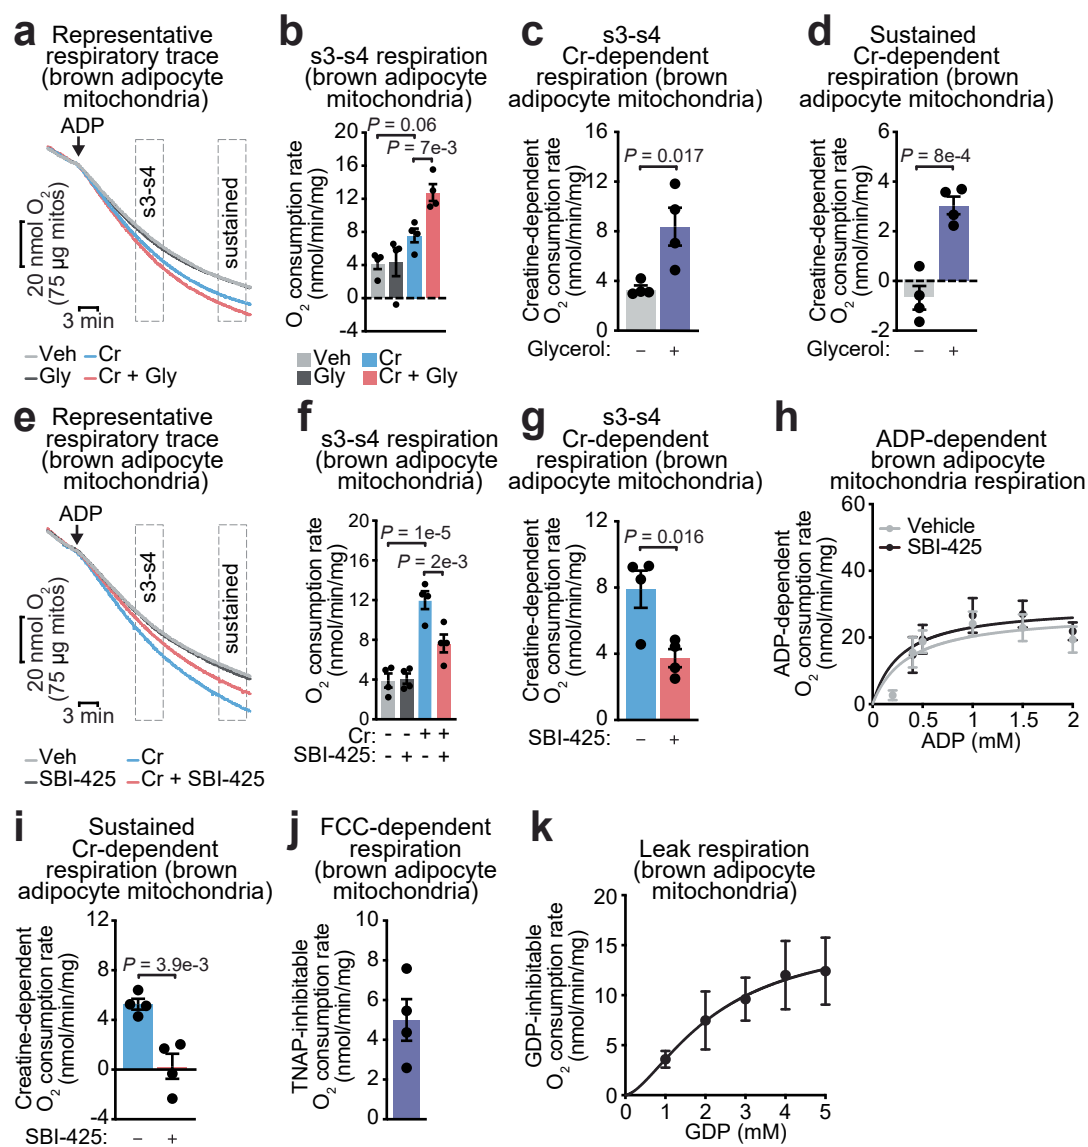 a
Representative
respiratory trace
(brown adipocyte
mitochondria)
ADP
s3-s4
sustained
20 nmol O2
(75 µg mitos)
3 min
Veh
Cr
Gly
Cr + Gly
b
s3-s4 respiration
(brown adipocyte
mitochondria)
P = 0.06
P = 7e-3
O2 consumption rate
(nmol/min/mg)
20
16
12
8
4
0
-4
Veh
Cr
Gly
Cr + Gly
c
s3-s4
Cr-dependent
respiration (brown
adipocyte mitochondria)
P = 0.017
Creatine-dependent
O2 consumption rate
(nmol/min/mg)
16
12
8
4
0
Glycerol: − +
d
Sustained
Cr-dependent
respiration (brown
adipocyte mitochondria)
P = 8e-4
Creatine-dependent
O2 consumption rate
(nmol/min/mg)
6
4
2
0
-2
Glycerol: − +
e
Representative
respiratory trace
(brown adipocyte
mitochondria)
ADP
s3-s4
sustained
20 nmol O2
(75 µg mitos)
3 min
Veh
Cr
SBI-425
Cr + SBI-425
f
s3-s4 respiration
(brown adipocyte
mitochondria)
P = 1e-5
P = 2e-3
O2 consumption rate
(nmol/min/mg)
20
16
12
8
4
0
Cr: - - + +
SBI-425: - + - +
g
s3-s4
Cr-dependent
respiration (brown
adipocyte mitochondria)
P = 0.016
Creatine-dependent
O2 consumption rate
(nmol/min/mg)
12
8
4
0
SBI-425: − +
h
ADP-dependent
brown adipocyte
mitochondria respiration
Vehicle
SBI-425
ADP-dependent
O2 consumption rate
(nmol/min/mg)
60
40
20
0
0 0.5 1 1.5 2
ADP (mM)
i
Sustained
Cr-dependent
respiration (brown
adipocyte mitochondria)
P = 3.9e-3
Creatine-dependent
O2 consumption rate
(nmol/min/mg)
12
8
4
0
-4
SBI-425: − +
j
FCC-dependent
respiration
(brown adipocyte
mitochondria)
TNAP-inhibitable
O2 consumption rate
(nmol/min/mg)
10
8
6
4
2
0
k
Leak respiration
(brown adipocyte
mitochondria)
GDP-inhibitable
O2 consumption rate
(nmol/min/mg)
20
15
10
5
0
0 1 2 3 4 5
GDP (mM)